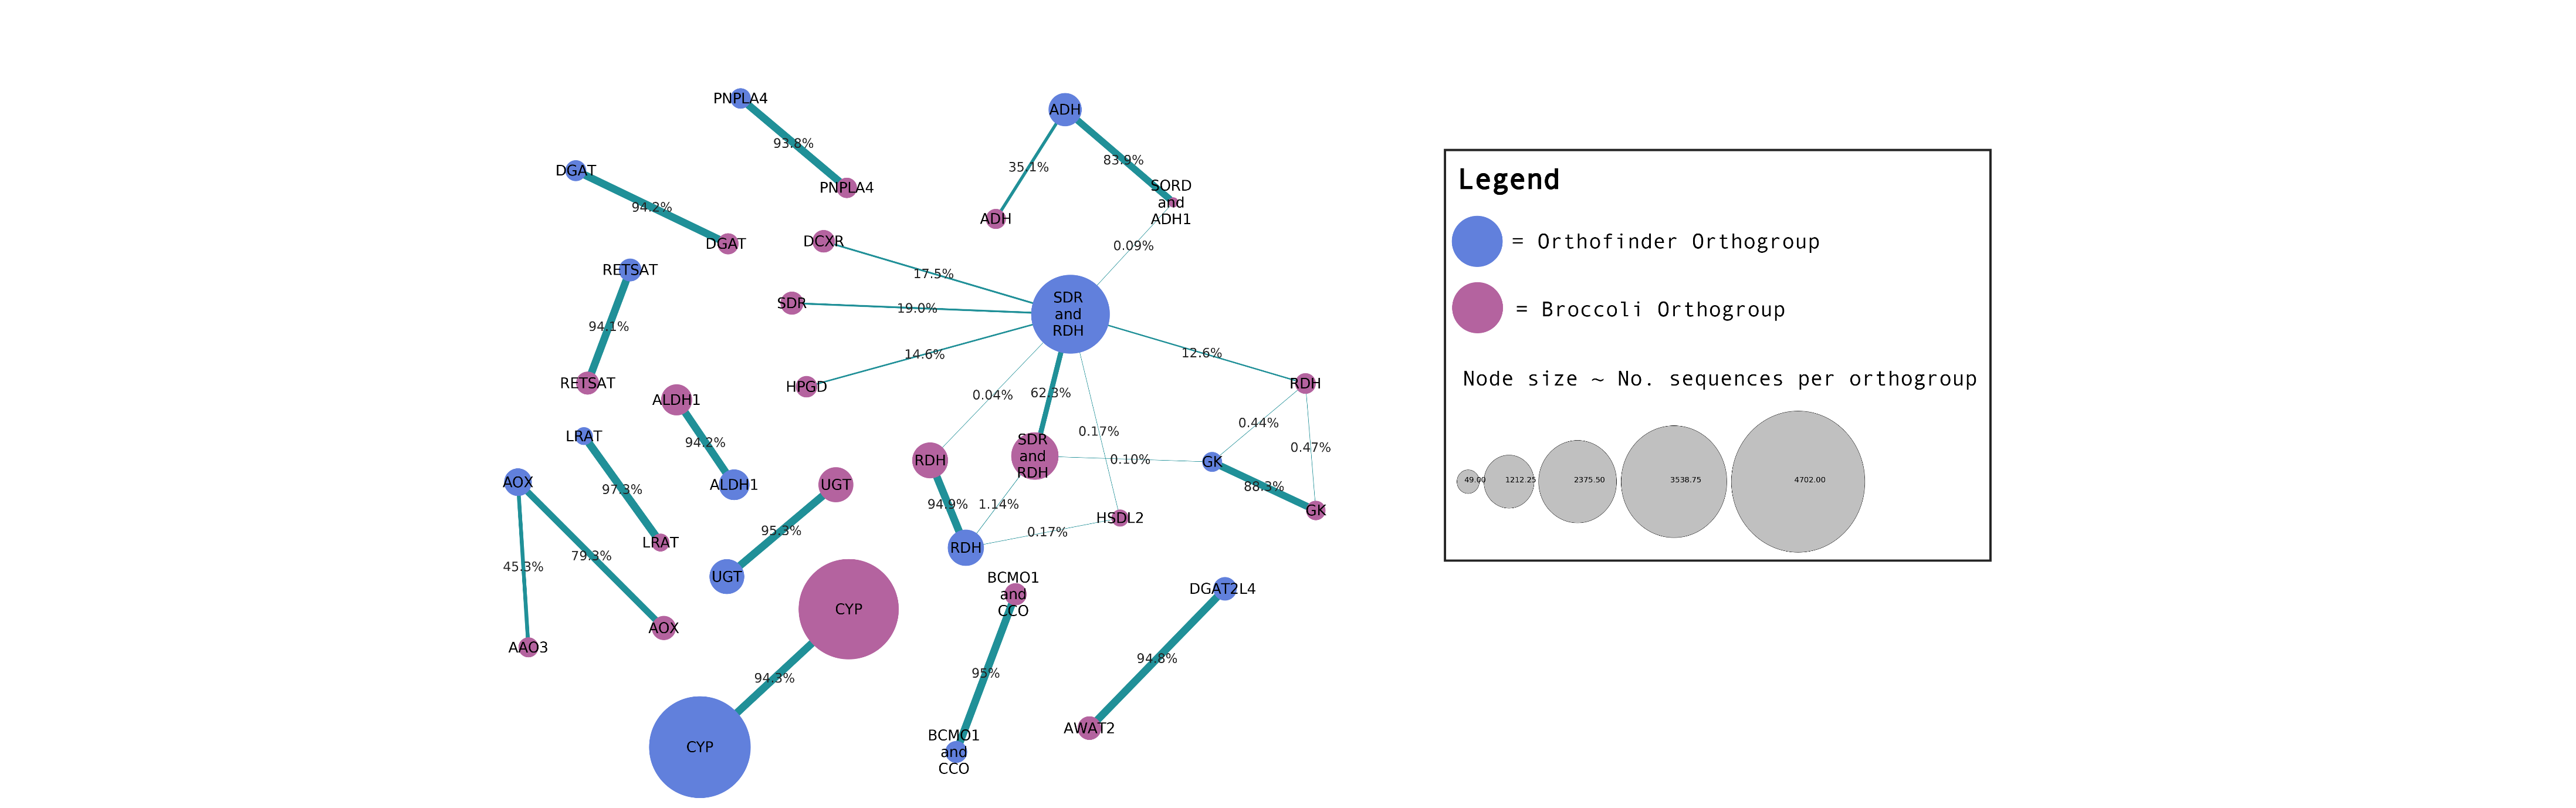 PNPLA4
93.8%
PNPLA4
DGAT
94.2%
DGAT
ADH
35.1%
83.9%
ADH
SORD
and
ADH1
0.09%
DCXR
17.5%
SDR
19.0%
SDR
and
RDH
HPGD
14.6%
12.6%
RDH
RETSAT
94.1%
RETSAT
ALDH1
94.2%
ALDH1
LRAT
97.3%
LRAT
AOX
45.3%
79.3%
AAO3
AOX
UGT
95.3%
UGT
0.04%
62.3%
0.17%
0.44%
0.47%
RDH
SDR
and
RDH
0.10%
GK
88.3%
GK
94.9%
1.14%
HSDL2
0.17%
RDH
CYP
94.3%
CYP
BCMO1
and
CCO
95%
BCMO1
and
CCO
DGAT2L4
94.8%
AWAT2
Legend
= Orthofinder Orthogroup
= Broccoli Orthogroup
Node size ~ No. sequences per orthogroup
49.00 1212.25 2375.50 3538.75 4702.00